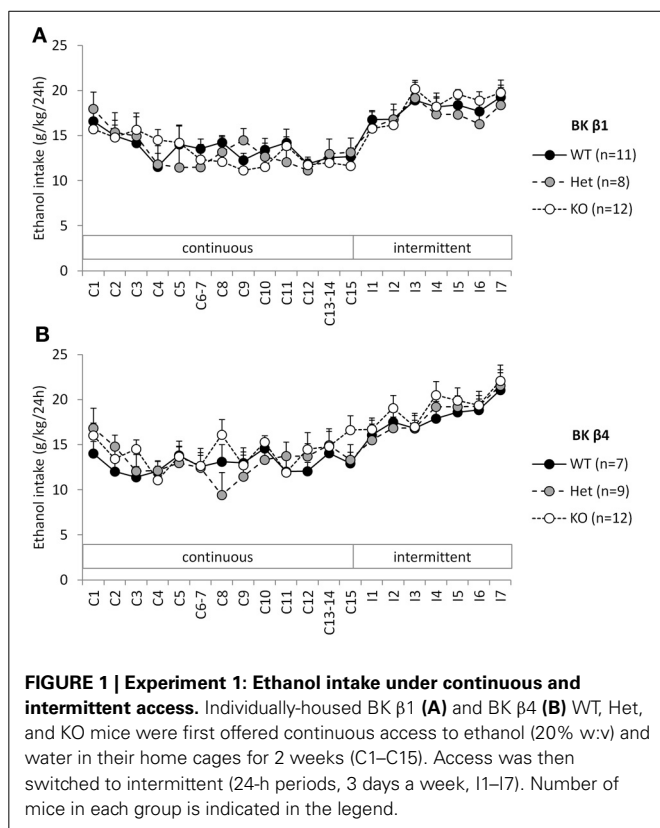 A
Ethanol intake (g/kg/24h)
25
20
15
10
5
0
continuous intermittent
C1 C2 C3 C4 C5 C6-7 C8 C9 C10 C11 C12 C13-14 C15 I1 I2 I3 I4 I5 I6 I7
BK β1
WT (n=11)
Het (n=8)
KO (n=12)
B
Ethanol intake (g/kg/24h)
25
20
15
10
5
0
continuous intermittent
C1 C2 C3 C4 C5 C6-7 C8 C9 C10 C11 C12 C13-14 C15 I1 I2 I3 I4 I5 I6 I7
BK β4
WT (n=7)
Het (n=9)
KO (n=12)
FIGURE 1 | Experiment 1: Ethanol intake under continuous and
intermittent access. Individually-housed BK β1 (A) and BK β4 (B) WT, Het,
and KO mice were first offered continuous access to ethanol (20% w:v) and
water in their home cages for 2 weeks (C1–C15). Access was then
switched to intermittent (24-h periods, 3 days a week, I1–I7). Number of
mice in each group is indicated in the legend.